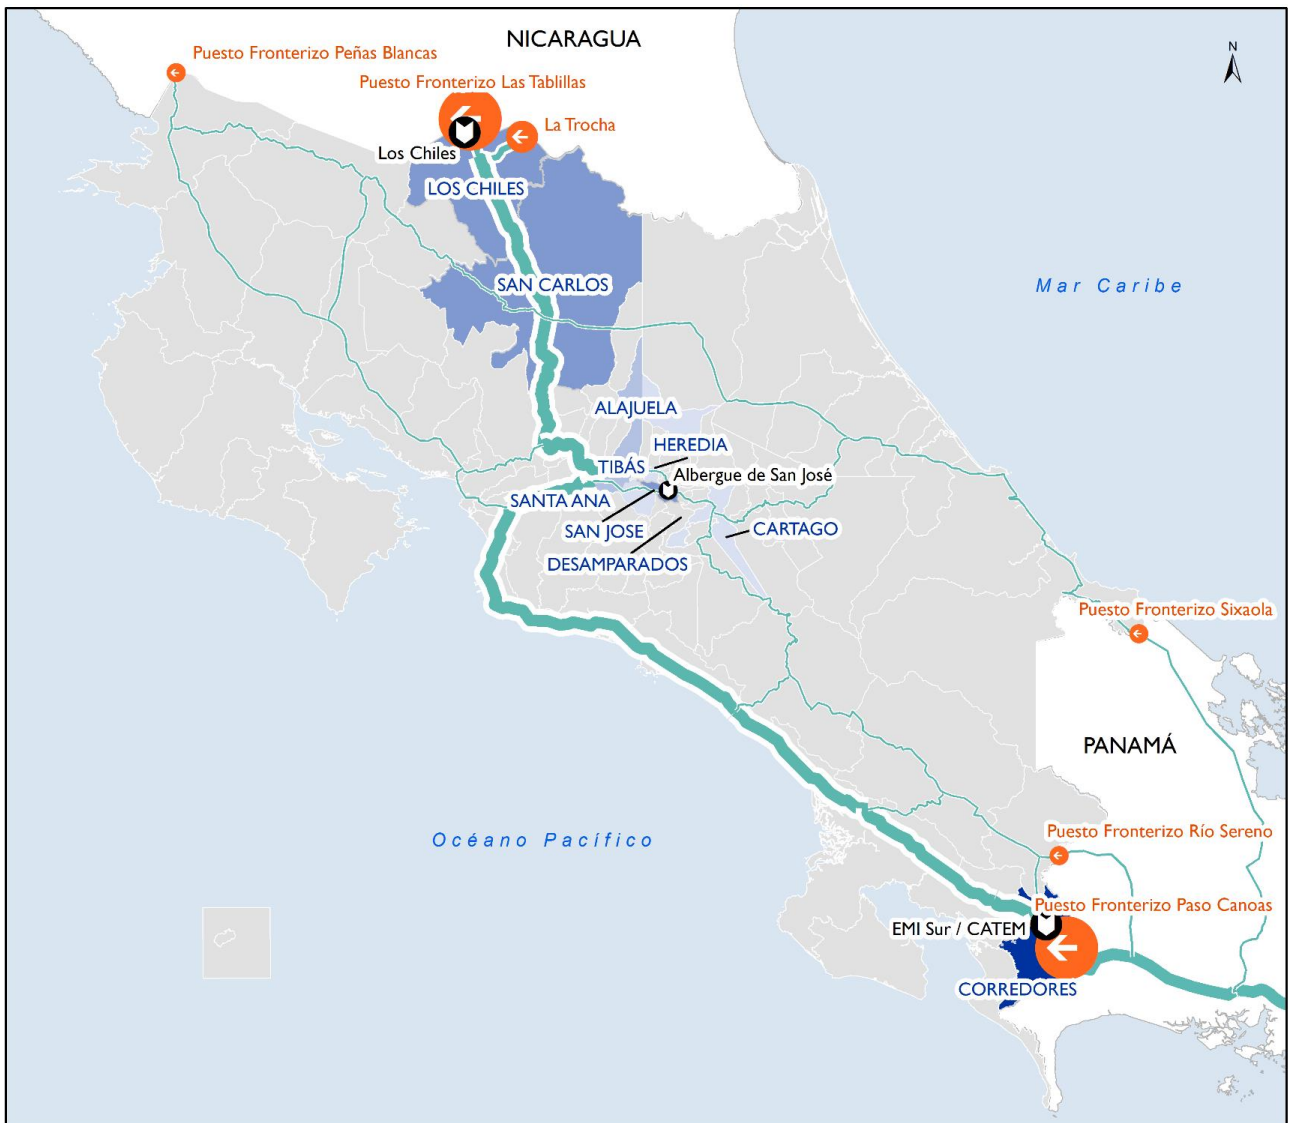 NICARAGUA
N
Puesto Fronterizo Peñas Blancas
Puesto Fronterizo Las Tablillas
La Trocha
Los Chiles
LOS CHILES
SAN CARLOS
Mar Caribe
ALAJUELA
HEREDIA
TIBÁS
Albergue de San José
SANTA ANA
SAN JOSE
CARTAGO
DESAMPARADOS
Puesto Fronterizo Sixaola
PANAMÁ
Océano Pacífico
Puesto Fronterizo Río Sereno
Puesto Fronterizo Paso Canoas
EMI Sur / CATEM
CORREDORES